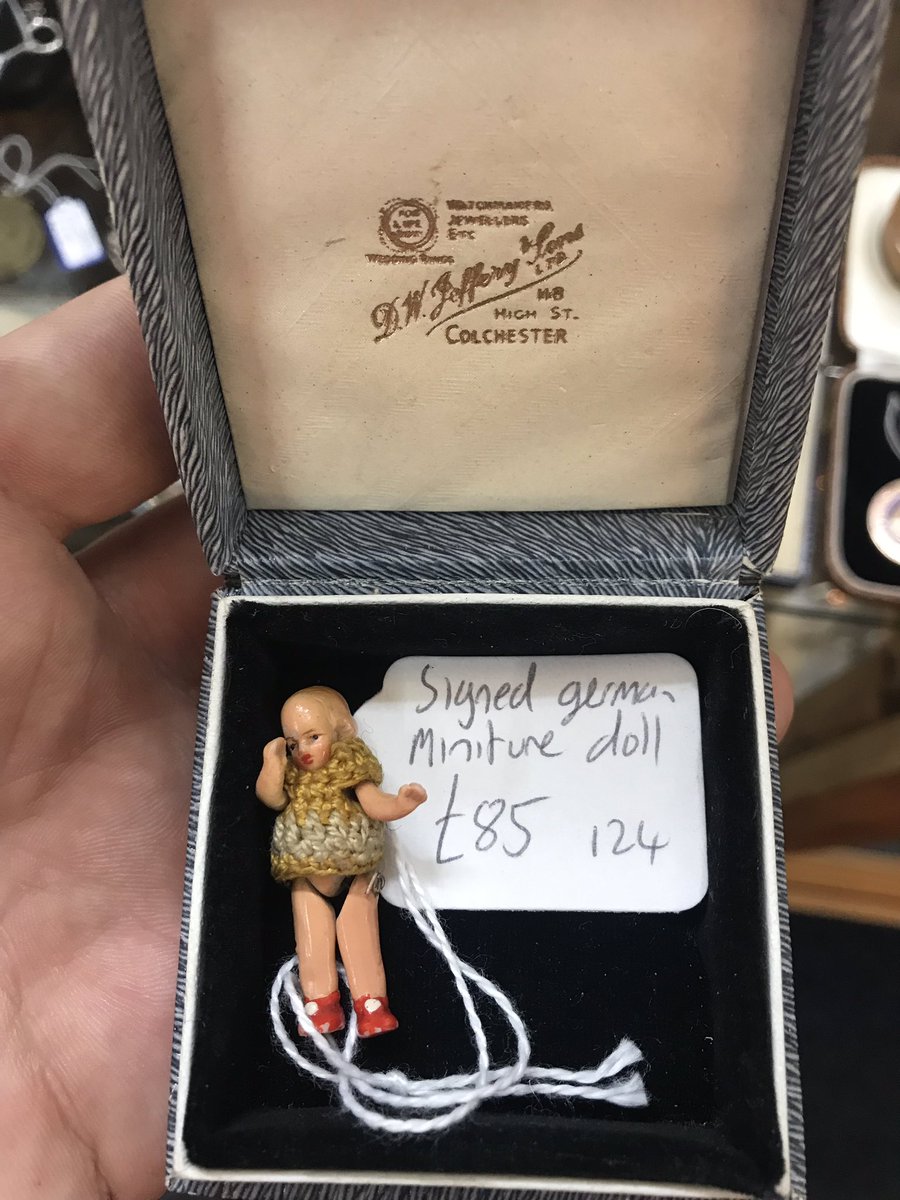 WATCHMAKERS,
JEWELLERS
ETC
WEDDING RINGS
D.W. Jeffery & Sons
LTD
118
HIGH ST.
COLCHESTER
Signed german
Miniture doll
£85 124